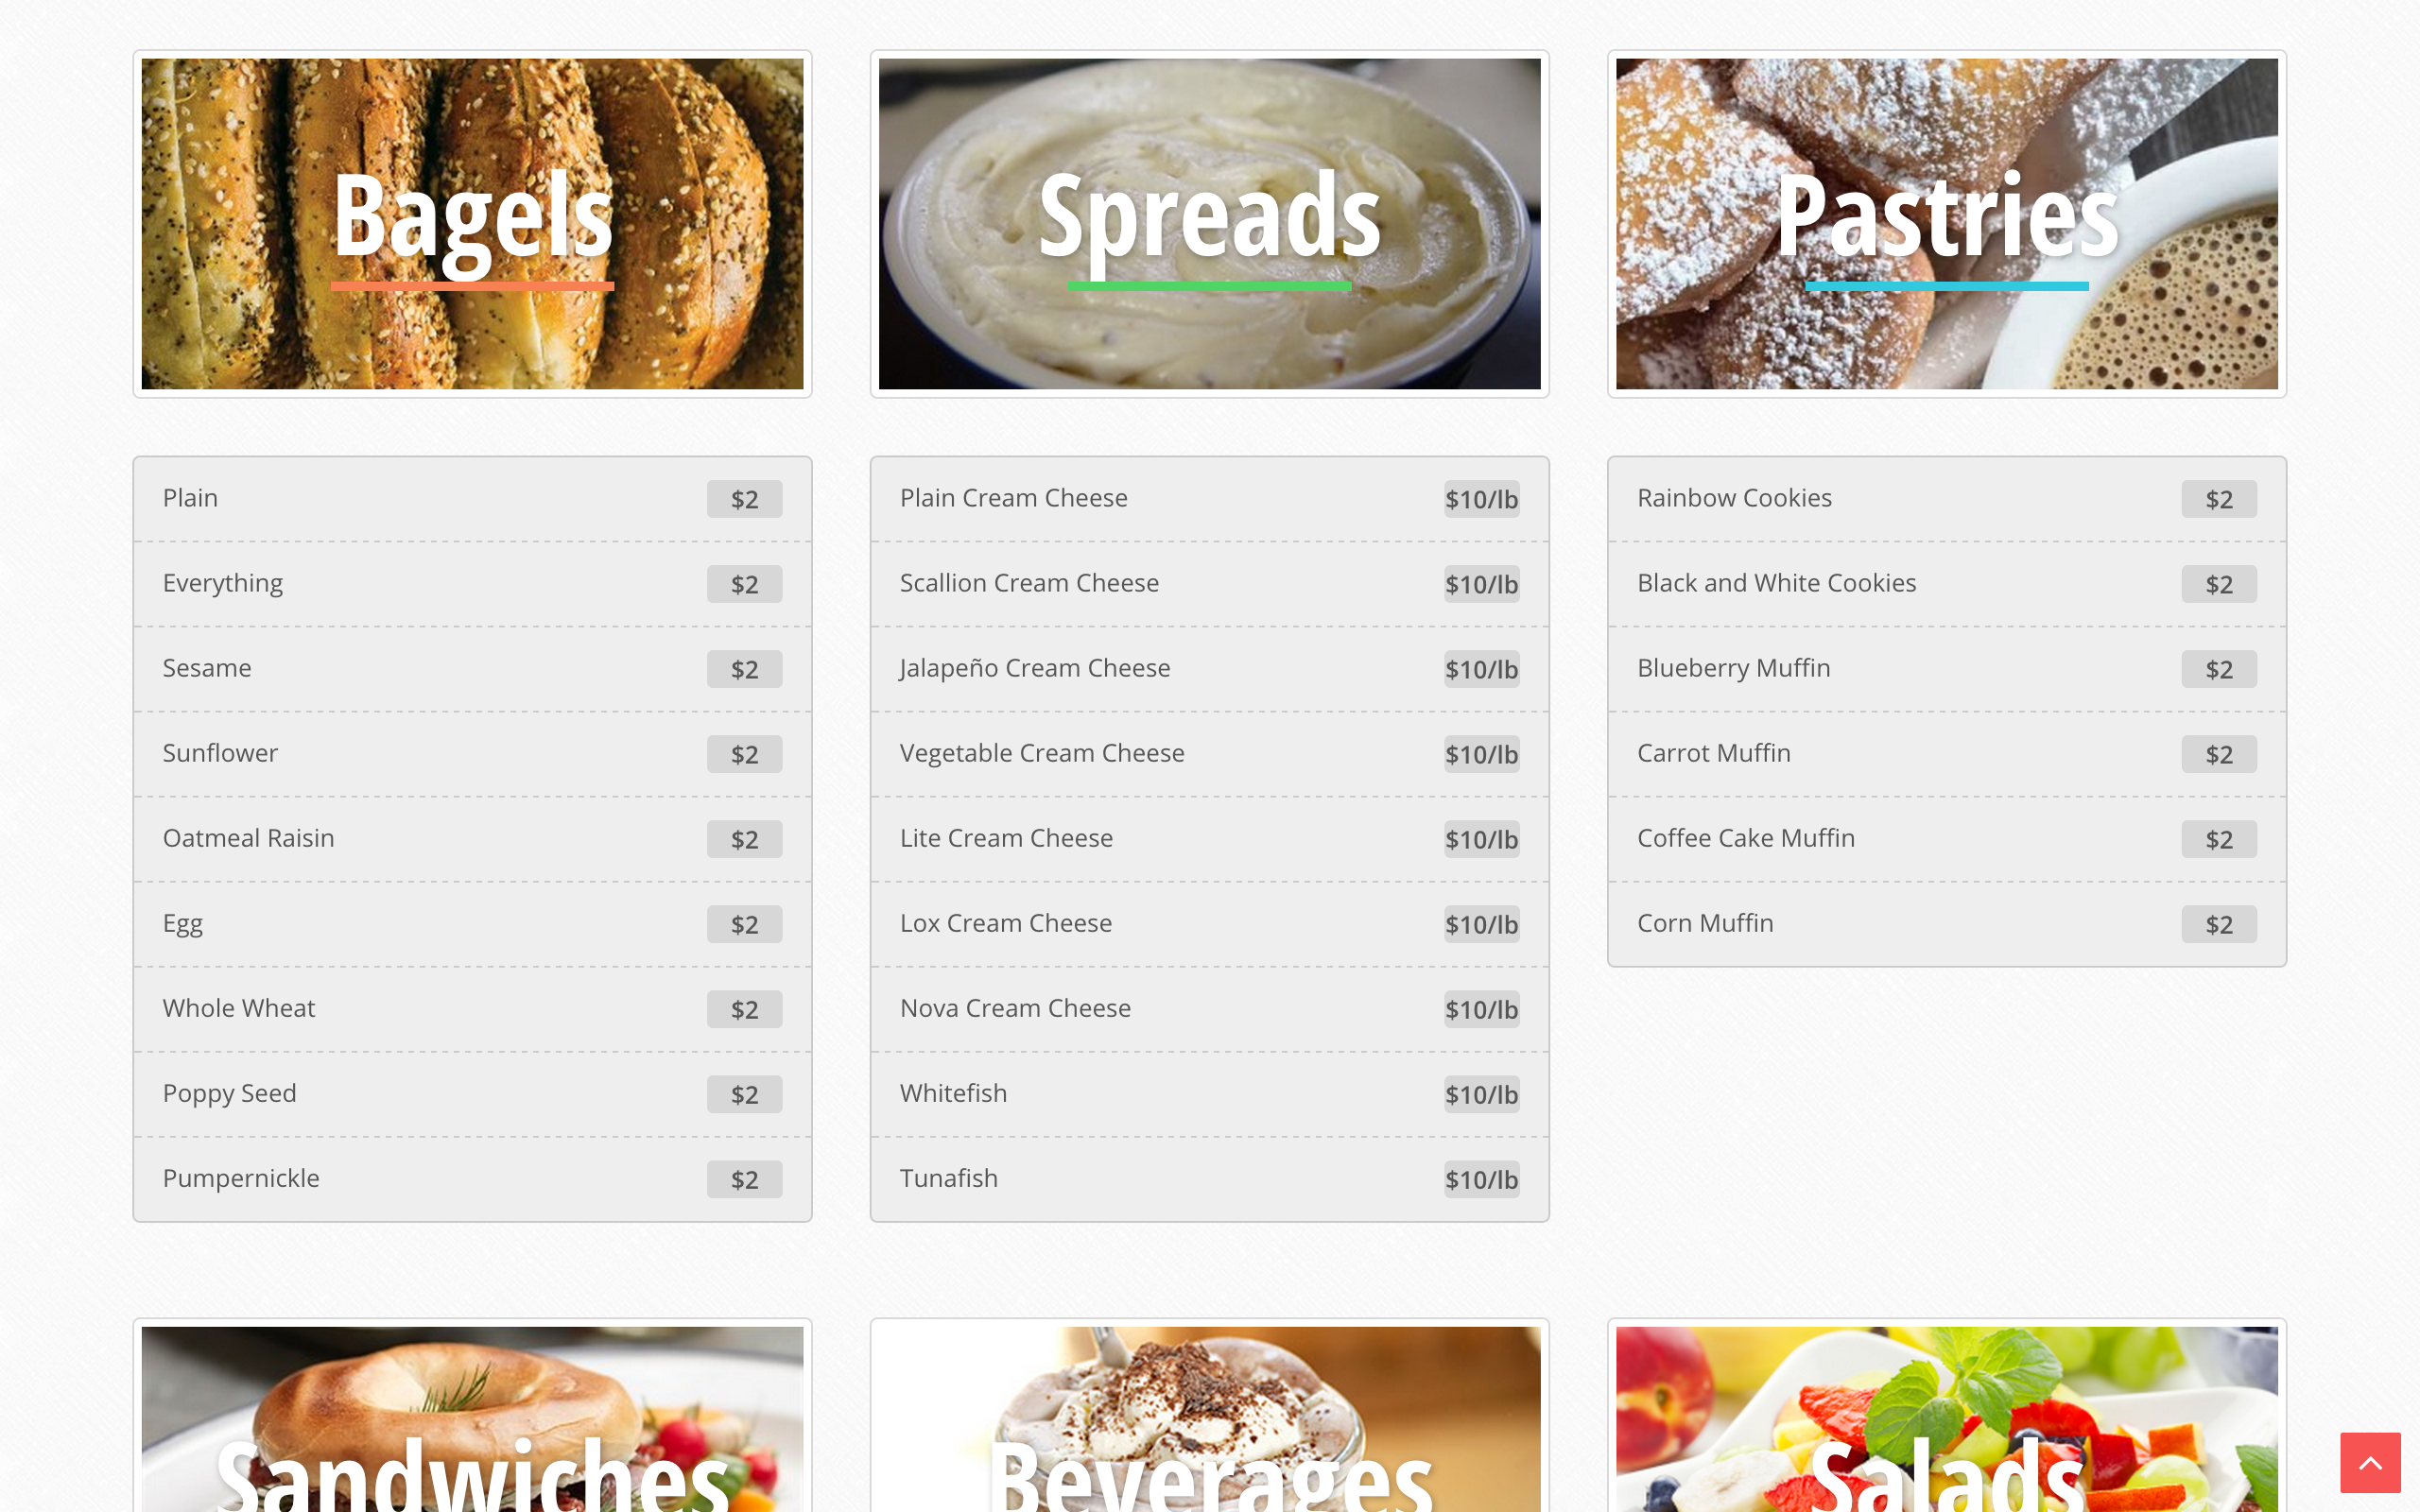 Bagels
Plain $2
Everything $2
Sesame $2
Sunflower $2
Oatmeal Raisin $2
Egg $2
Whole Wheat $2
Poppy Seed $2
Pumpernickle $2
Spreads
Plain Cream Cheese $10/lb
Scallion Cream Cheese $10/lb
Jalapeño Cream Cheese $10/lb
Vegetable Cream Cheese $10/lb
Lite Cream Cheese $10/lb
Lox Cream Cheese $10/lb
Nova Cream Cheese $10/lb
Whitefish $10/lb
Tunafish $10/lb
Pastries
Rainbow Cookies $2
Black and White Cookies $2
Blueberry Muffin $2
Carrot Muffin $2
Coffee Cake Muffin $2
Corn Muffin $2
Sandwiches
Beverages
Salads